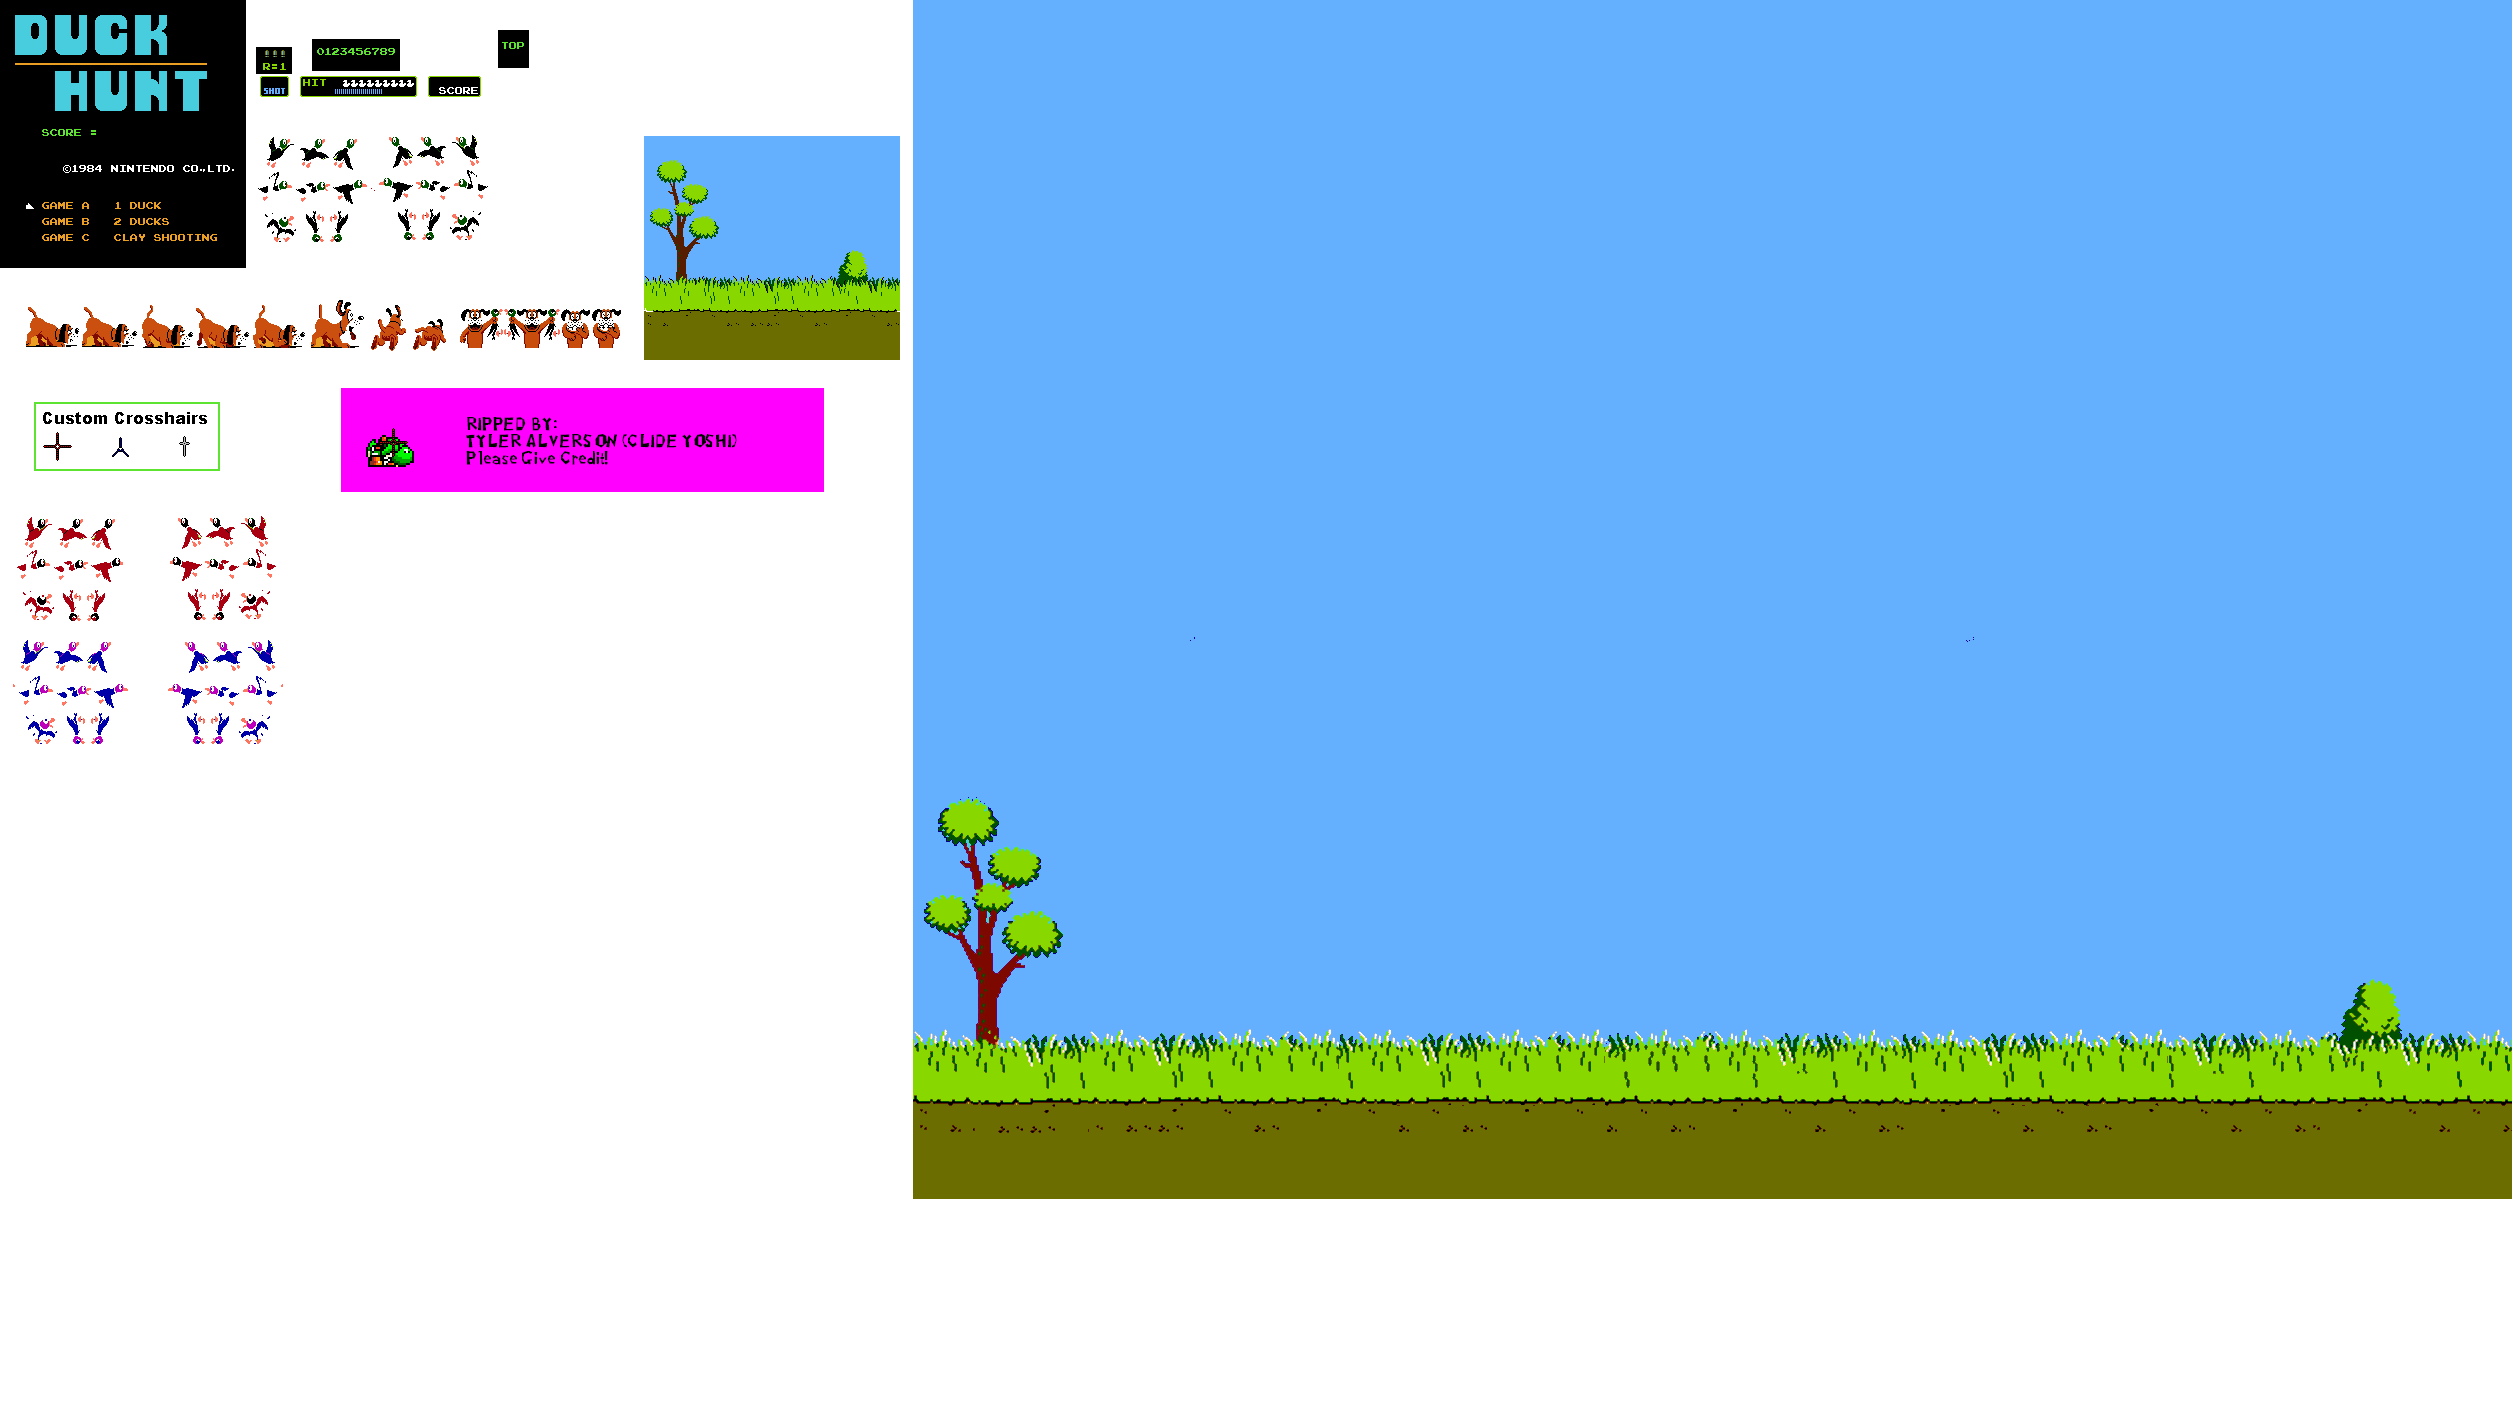 DUCK
HUNT
SCORE =
©1984 NINTENDO CO.,LTD.
GAME A 1 DUCK
GAME B 2 DUCKS
GAME C CLAY SHOOTING
R=1
0123456789
TOP
SHOT
HIT
SCORE
Custom Crosshairs
RIPPED BY:
TYLER ALVERSON (CLIDE YOSHI)
Please Give Credit!